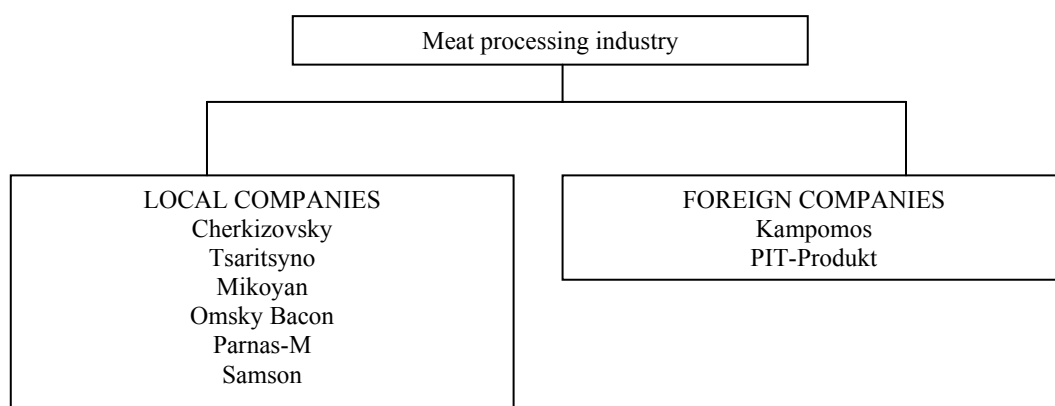 Meat processing industry
LOCAL COMPANIES
Cherkizovsky
Tsaritsyno
Mikoyan
Omsky Bacon
Parnas-M
Samson
FOREIGN COMPANIES
Kampomos
PIT-Produkt